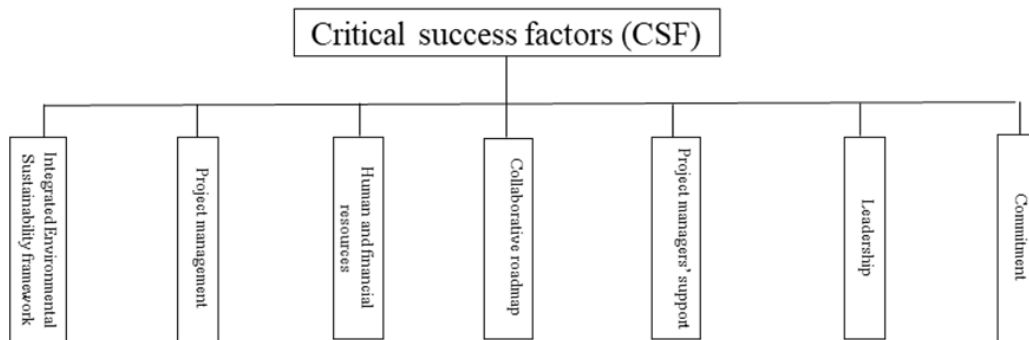 Critical success factors (CSF)
Integrated Environmental
Sustainability framework
Project management
Human and financial
resources
Collaborative roadmap
Project managers’ support
Leadership
Commitment